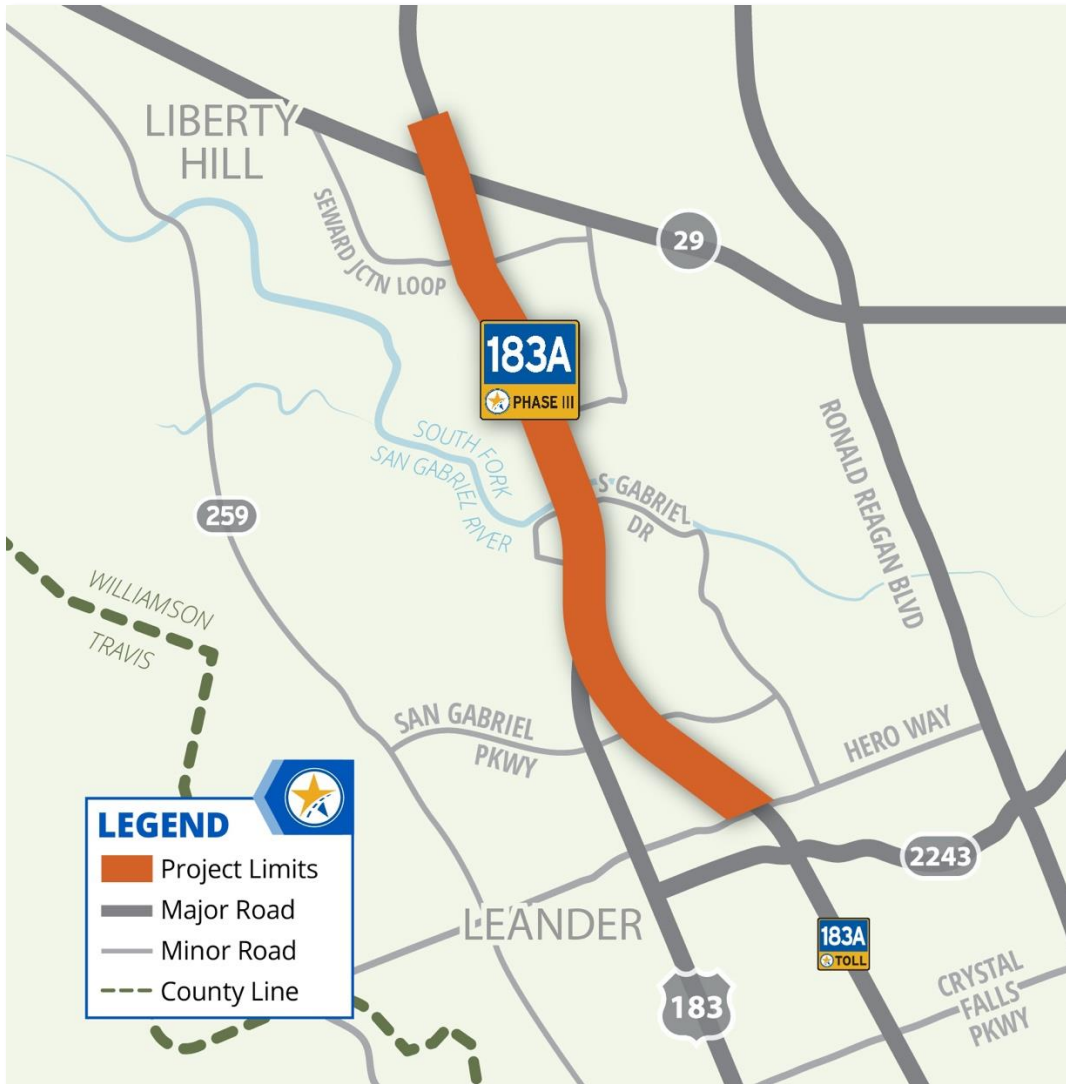 LIBERTY
HILL
SEWARD JCTN LOOP
29
183A
PHASE III
RONALD REAGAN BLVD
SOUTH FORK
SAN GABRIEL RIVER
S GABRIEL
DR
259
WILLIAMSON
TRAVIS
SAN GABRIEL
PKWY
HERO WAY
2243
LEANDER
183A
TOLL
183
CRYSTAL
FALLS
PKWY
LEGEND
Project Limits
Major Road
Minor Road
County Line